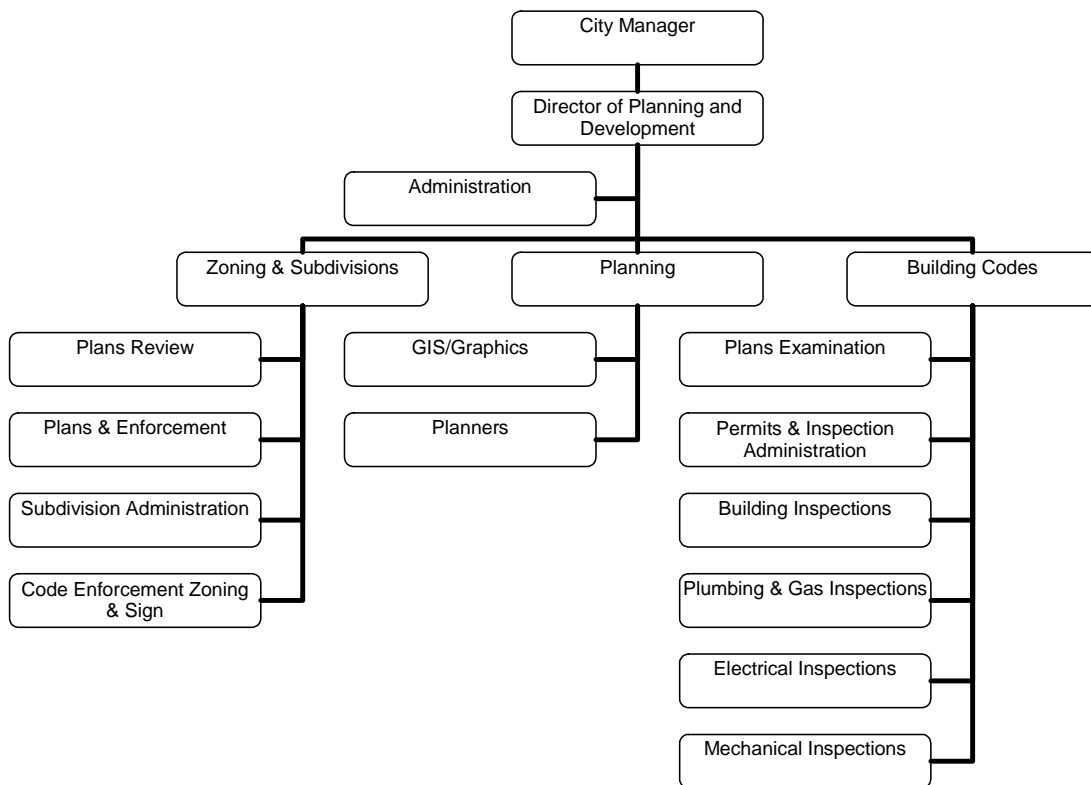 City Manager
Director of Planning and
Development
Administration
Zoning & Subdivisions
Planning
Building Codes
Plans Review
GIS/Graphics
Plans Examination
Plans & Enforcement
Planners
Permits & Inspection
Administration
Subdivision Administration
Building Inspections
Code Enforcement Zoning
& Sign
Plumbing & Gas Inspections
Electrical Inspections
Mechanical Inspections